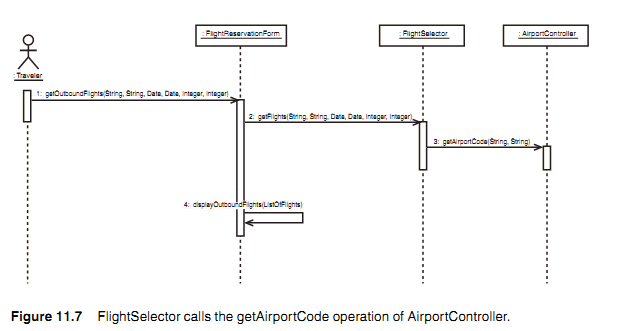 : FlightReservationForm
: FlightSelector
: AirportController
: Traveler
1: getOutboundFlights(String, String, Date, Date, Integer, Integer)
2: getFlights(String, String, Date, Date, Integer, Integer)
3: getAirportCode(String, String)
4: displayOutboundFlights(ListOfFlights)
Figure 11.7 FlightSelector calls the getAirportCode operation of AirportController.